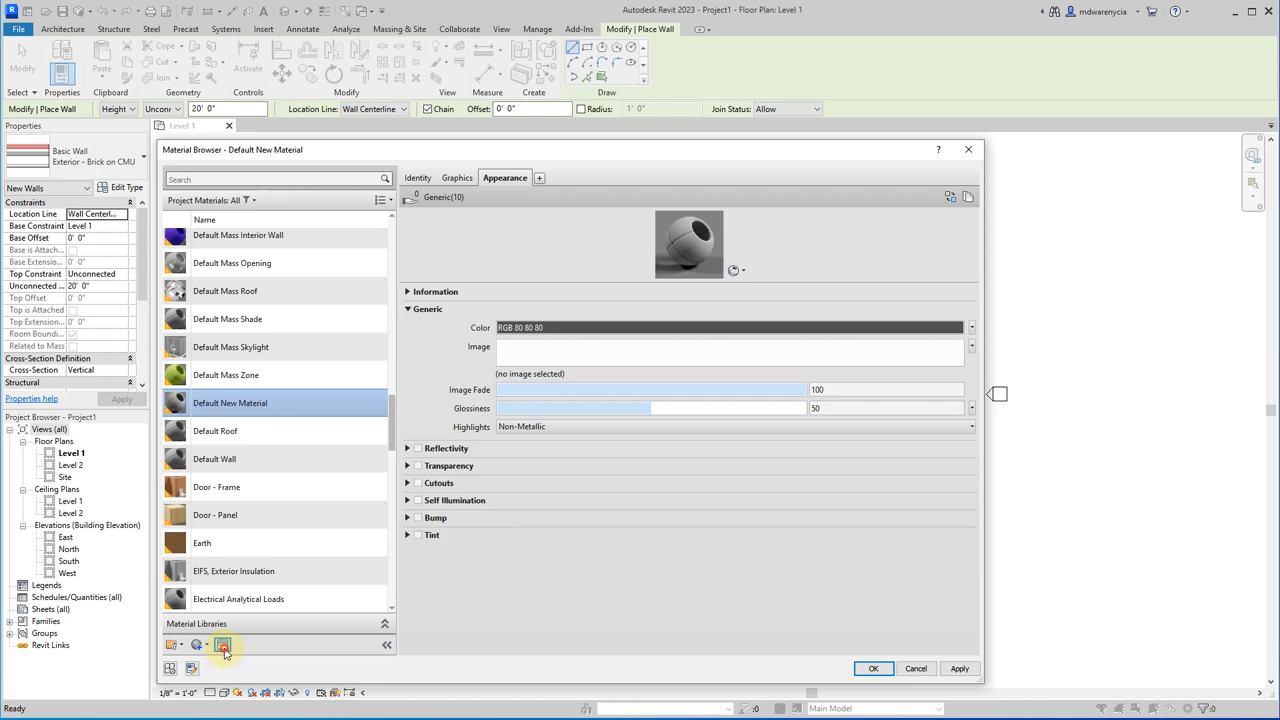 Autodesk Revit 2023 - Project1 - Floor Plan: Level 1
mdwarenycia
File Architecture Structure Steel Precast Systems Insert Annotate Analyze Massing & Site Collaborate View Manage Add-Ins Modify | Place Wall
Modify
Paste
Cope
Cut
Join
Activate
Select Properties Clipboard Geometry Controls Modify View Measure Create Draw
Modify | Place Wall Height Uncon: 20' 0" Location Line: Wall Centerline Chain Offset: 0' 0" Radius: 1' 0" Join Status: Allow
Properties
Level 1
Basic Wall
Exterior - Brick on CMU
New Walls
Edit Type
Constraints
Location Line Wall Centerl...
Base Constraint Level 1
Base Offset 0' 0"
Base is Attach...
Base Extensio... 0' 0"
Top Constraint Unconnected
Unconnected ... 20' 0"
Top Offset 0' 0"
Top is Attached
Top Extension... 0' 0"
Room Boundi...
Related to Mass
Cross-Section Definition
Cross-Section Vertical
Structural
Properties help
Apply
Project Browser - Project1
Views (all)
Floor Plans
Level 1
Level 2
Site
Ceiling Plans
Level 1
Level 2
Elevations (Building Elevation)
East
North
South
West
Legends
Schedules/Quantities (all)
Sheets (all)
Families
Groups
Revit Links
Material Browser - Default New Material
?
Search
Project Materials: All
Name
Default Mass Interior Wall
Default Mass Opening
Default Mass Roof
Default Mass Shade
Default Mass Skylight
Default Mass Zone
Default New Material
Default Roof
Default Wall
Door - Frame
Door - Panel
Earth
EIFS, Exterior Insulation
Electrical Analytical Loads
Material Libraries
Identity Graphics Appearance
0
Generic(10)
Information
Generic
Color RGB 80 80 80
Image
(no image selected)
Image Fade 100
Glossiness 50
Highlights Non-Metallic
Reflectivity
Transparency
Cutouts
Self Illumination
Bump
Tint
OK Cancel Apply
1/8" = 1'-0"
Ready
:0
Main Model
:0